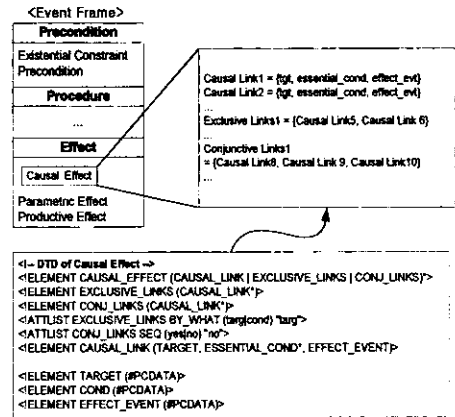 <Event Frame>
Precondition
Existential Constraint
Precondition
Procedure
...
Effect
Causal Effect
Parametric Effect
Productive Effect
Causal Link1 = {tgt, essential_cond, effect_evt}
Causal Link2 = {tgt, essential_cond, effect_evt}
...
Exclusive Links1 = {Causal Link5, Causal Link 6}
...
Conjunctive Links1
= {Causal Link8, Causal Link 9, Causal Link10}
...
<!-- DTD of Causal Effect -->
<!ELEMENT CAUSAL_EFFECT (CAUSAL_LINK | EXCLUSIVE_LINKS | CONJ_LINKS)*>
<!ELEMENT EXCLUSIVE_LINKS (CAUSAL_LINK*)>
<!ELEMENT CONJ_LINKS (CAUSAL_LINK*)>
<!ATTLIST EXCLUSIVE_LINKS BY_WHAT (targ|cond) "targ">
<!ATTLIST CONJ_LINKS SEQ (yes|no) "no">
<!ELEMENT CAUSAL_LINK (TARGET, ESSENTIAL_COND*, EFFECT_EVENT)>
<!ELEMENT TARGET (#PCDATA)>
<!ELEMENT COND (#PCDATA)>
<!ELEMENT EFFECT_EVENT (#PCDATA)>